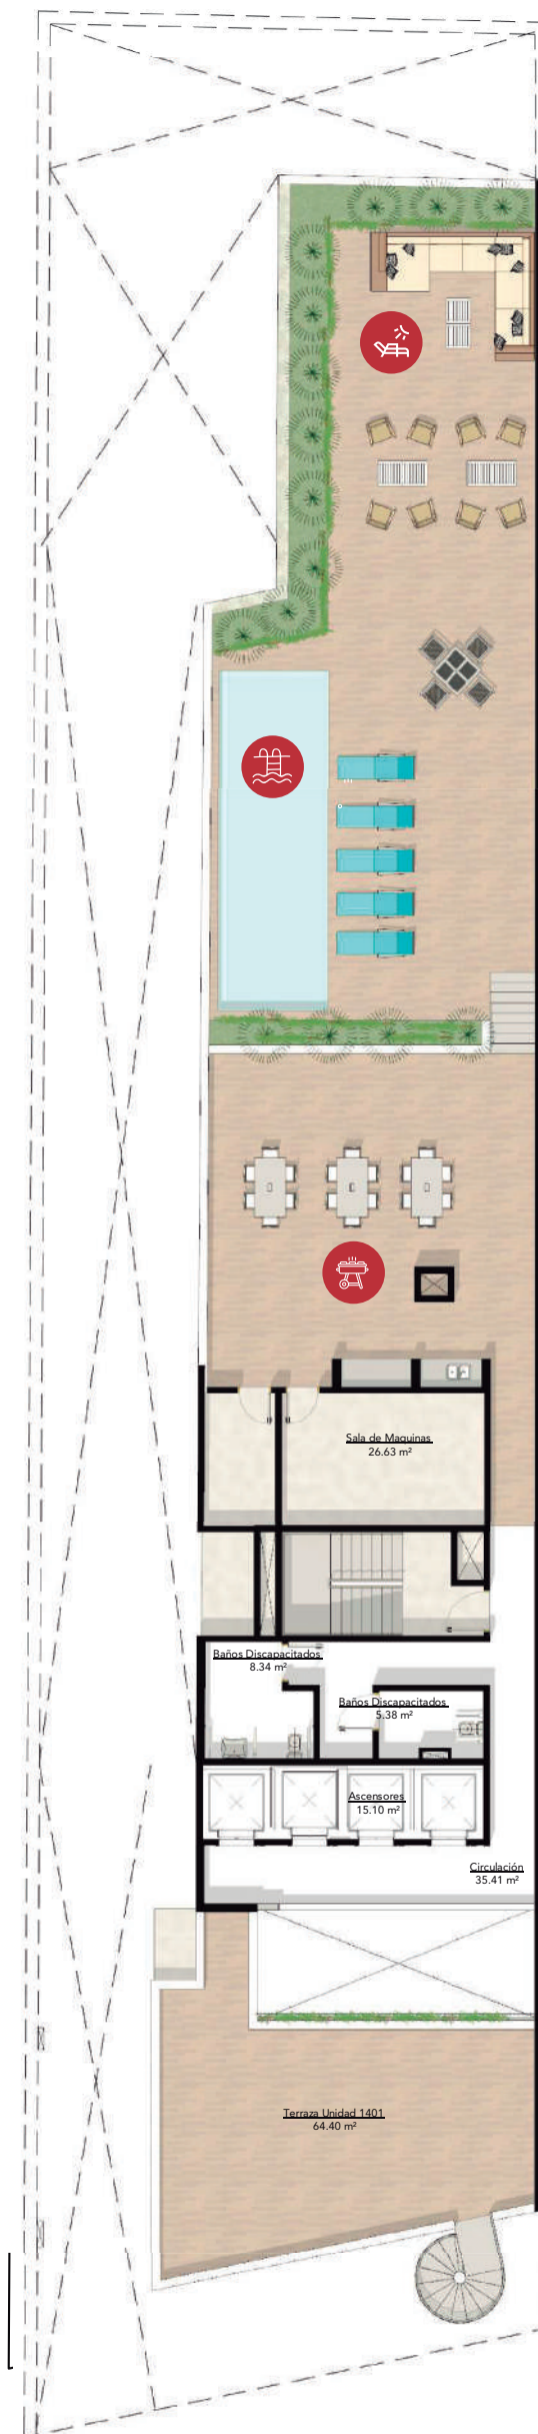 Sala de Maquinas
26.63 m²
Baños Discapacitados
8.34 m²
Baños Discapacitados
5.38 m²
Ascensores
15.10 m²
Circulación
35.41 m²
Terraza Unidad 1401
64.40 m²